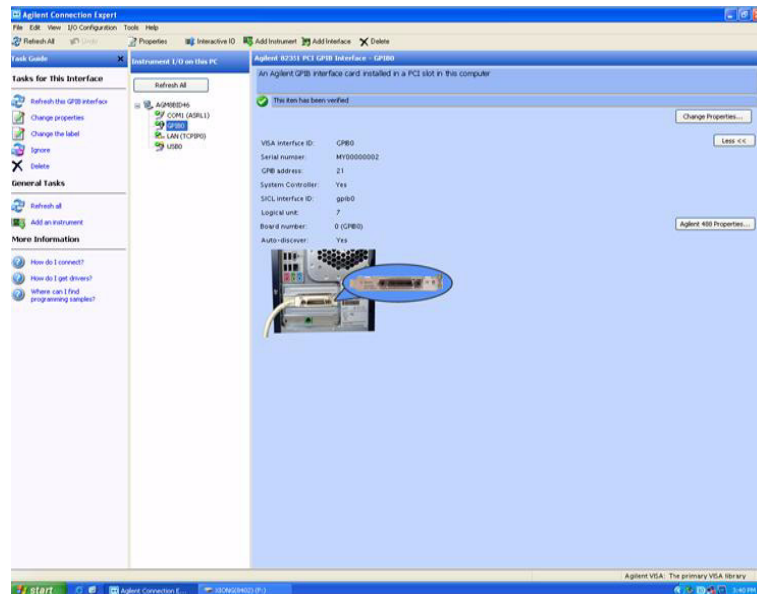 Agilent Connection Expert
File Edit View I/O Configuration Tools Help
Refresh All Undo Properties Interactive IO Add Instrument Add Interface Delete
Task Guide
Tasks for This Interface
Refresh this GPIB interface
Change properties
Change the label
Ignore
Delete
General Tasks
Refresh all
Add an instrument
More Information
How do I connect?
How do I get drivers?
Where can I find
programming samples?
Instrument I/O on this PC
Refresh All
COM1 (ASRL1)
GPIB0
LAN (TCPIP0)
USB0
Agilent 82351 PCI GPIB Interface - GPIB0
An Agilent GPIB interface card installed in a PCI slot in this computer
This item has been verified
Change Properties...
Less <<
VISA interface ID: GPIB0
Serial number: MY00000002
GPIB address: 21
System Controller: Yes
SICL interface ID: gpib0
Logical unit: 7
Board number: 0 (GPIB0)
Agilent 488 Properties...
Auto-discover: Yes
Agilent VISA: The primary VISA library
start
Agilent Connection E...
3:40 PM